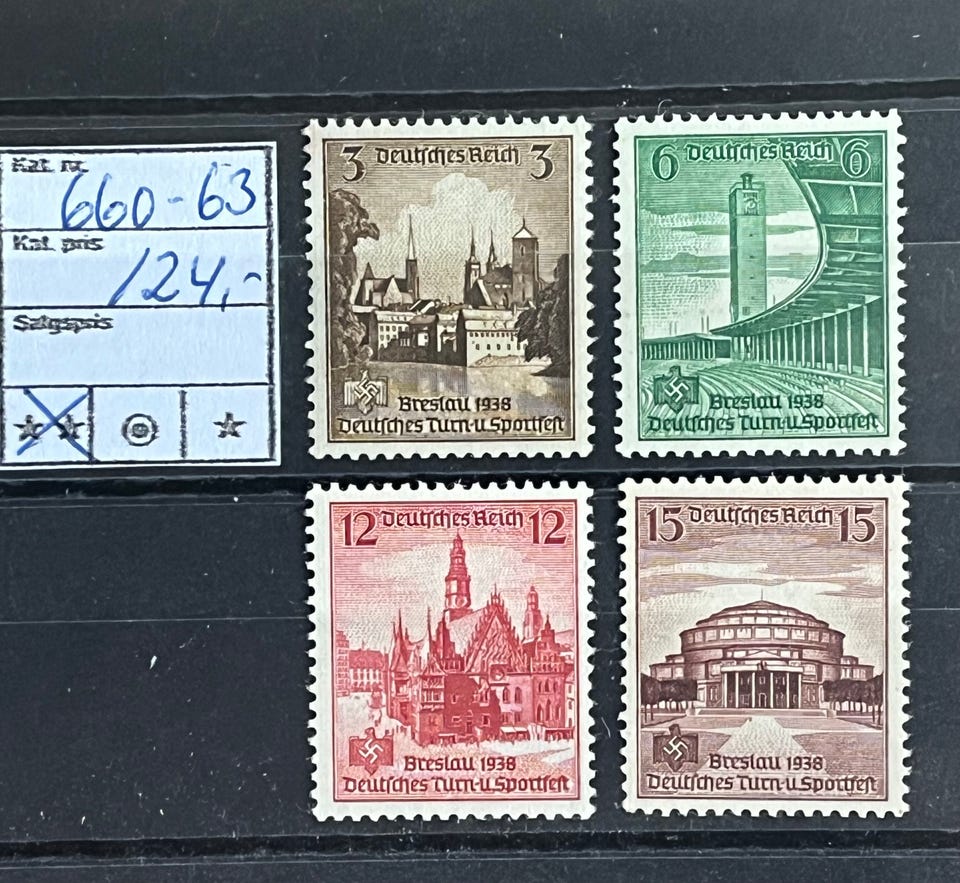 Kat. nr.
660-63
Kat. pris
124,-
Salgspris
3 Deutsches Reich 3
Breslau 1938
Deutsches Turn-u.Sportfest
6 Deutsches Reich 6
Breslau 1938
Deutsches Turn-u.Sportfest
12 Deutsches Reich 12
Breslau 1938
Deutsches Turn-u.Sportfest
15 Deutsches Reich 15
Breslau 1938
Deutsches Turn-u.Sportfest